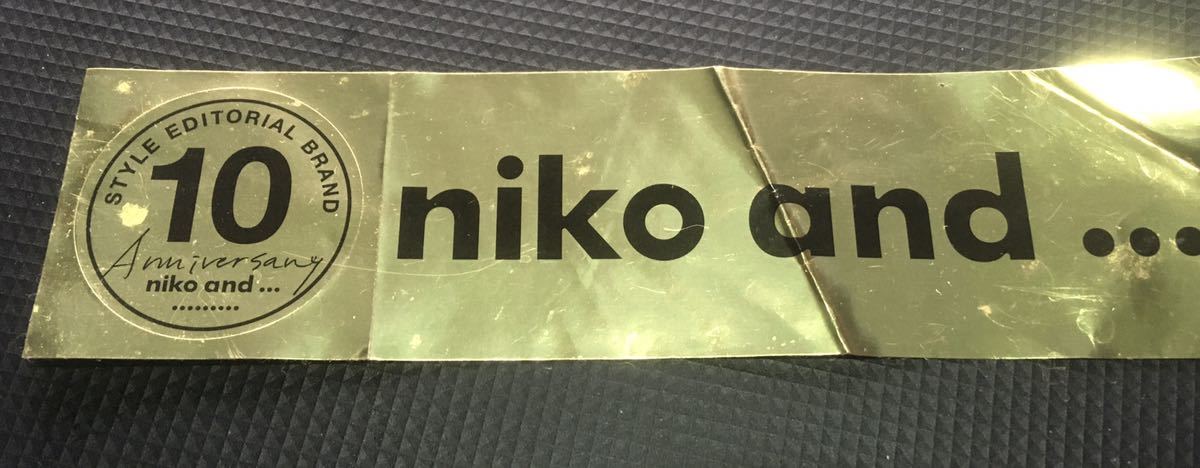 STYLE EDITORIAL BRAND
10
Anniversary
niko and ...
.........
niko and ...